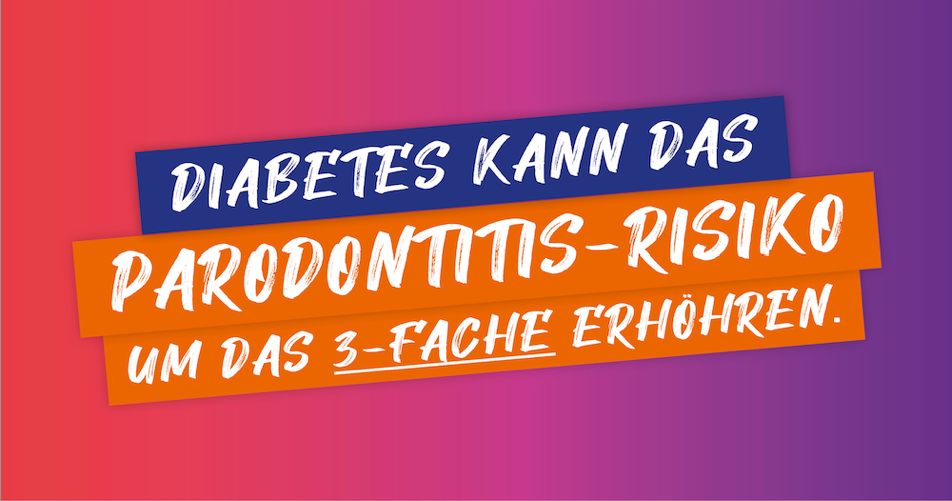 DIABETES KANN DAS
PARODONTITIS-RISIKO
UM DAS 3-FACHE ERHÖHREN.